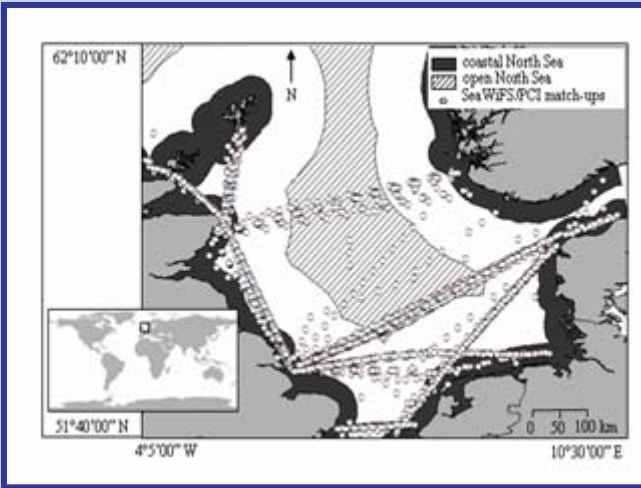 62°10'00" N
N
coastal North Sea
open North Sea
SeaWiFS/PCI match-ups
51°40'00" N
0 50 100 km
4°5'00" W
10°30'00" E